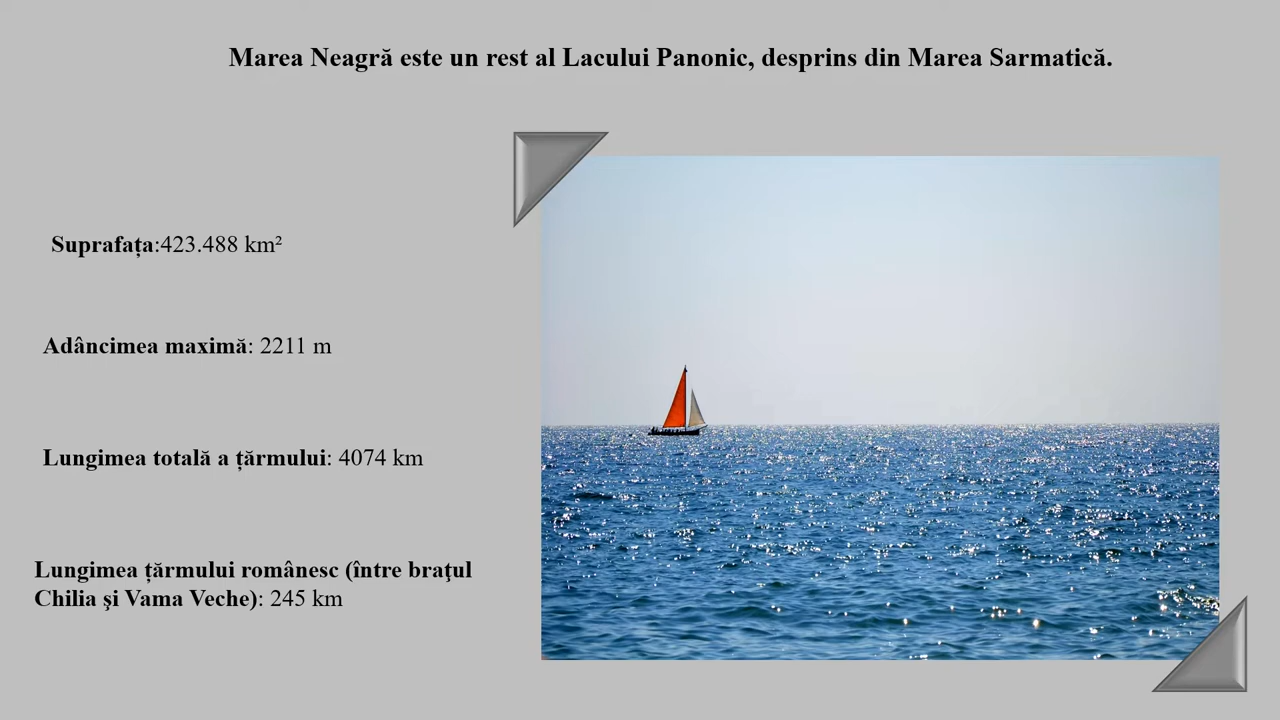 Marea Neagră este un rest al Lacului Panonic, desprins din Marea Sarmatică.
Suprafața:423.488 km²
Adâncimea maximă: 2211 m
Lungimea totală a țărmului: 4074 km
Lungimea țărmului românesc (între braţul
Chilia şi Vama Veche): 245 km